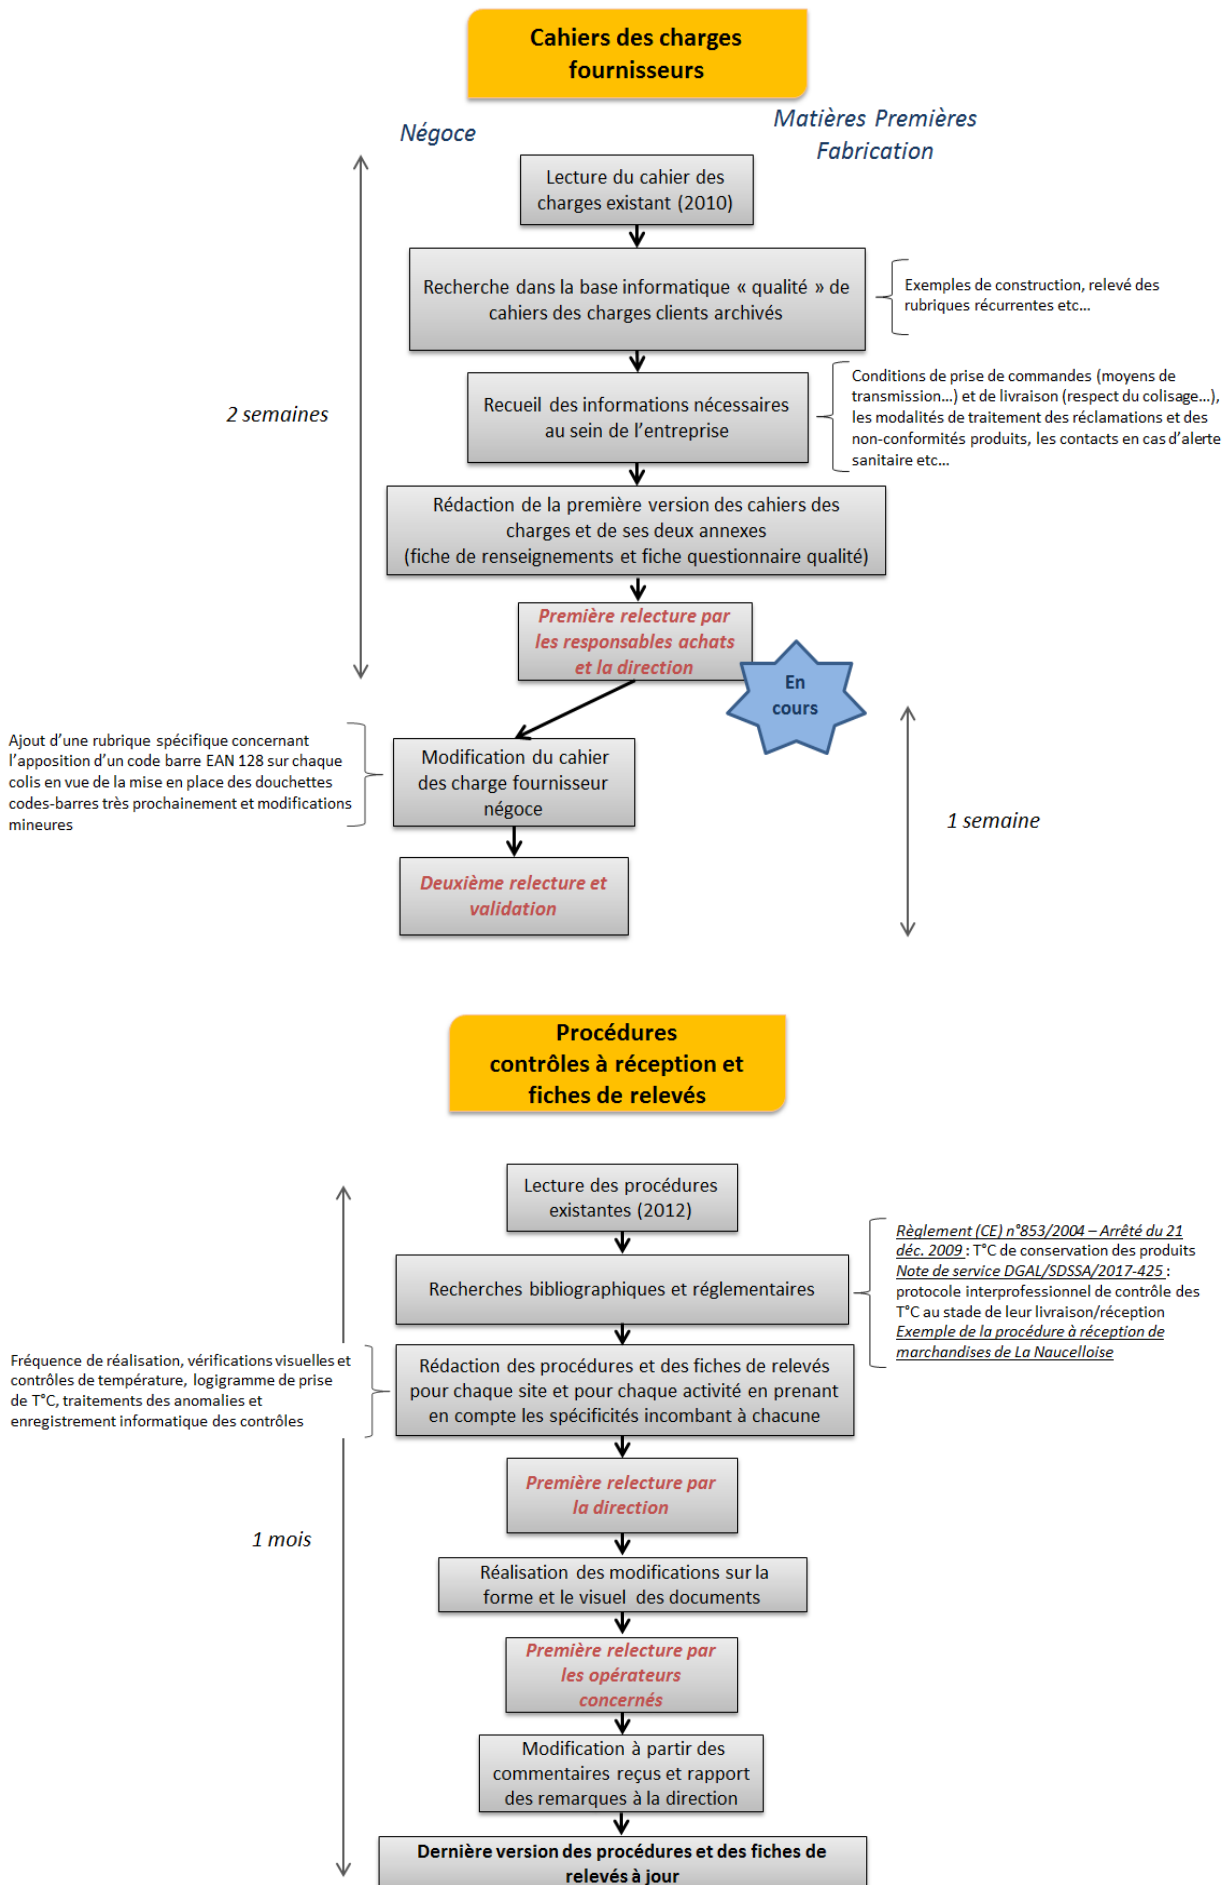 Cahiers des charges
fournisseurs
Négoce
Matières Premières
Fabrication
Lecture du cahier des
charges existant (2010)
Recherche dans la base informatique « qualité » de
cahiers des charges clients archivés
Exemples de construction, relevé des
rubriques récurrentes etc…
2 semaines
Recueil des informations nécessaires
au sein de l'entreprise
Conditions de prise de commandes (moyens de
transmission…) et de livraison (respect du colisage…),
les modalités de traitement des réclamations et des
non-conformités produits, les contacts en cas d'alerte
sanitaire etc…
Rédaction de la première version des cahiers des
charges et de ses deux annexes
(fiche de renseignements et fiche questionnaire qualité)
Première relecture par
les responsables achats
et la direction
En
cours
Ajout d'une rubrique spécifique concernant
l'apposition d'un code barre EAN 128 sur chaque
colis en vue de la mise en place des douchettes
codes-barres très prochainement et modifications
mineures
Modification du cahier
des charge fournisseur
négoce
1 semaine
Deuxième relecture et
validation
Procédures
contrôles à réception et
fiches de relevés
Lecture des procédures
existantes (2012)
Recherches bibliographiques et réglementaires
Règlement (CE) n°853/2004 – Arrêté du 21
déc. 2009 : T°C de conservation des produits
Note de service DGAL/SDSSA/2017-425 :
protocole interprofessionnel de contrôle des
T°C au stade de leur livraison/réception
Exemple de la procédure à réception de
marchandises de La Naucelloise
Fréquence de réalisation, vérifications visuelles et
contrôles de température, logigramme de prise
de T°C, traitements des anomalies et
enregistrement informatique des contrôles
Rédaction des procédures et des fiches de relevés
pour chaque site et pour chaque activité en prenant
en compte les spécificités incombant à chacune
Première relecture par
la direction
1 mois
Réalisation des modifications sur la
forme et le visuel des documents
Première relecture par
les opérateurs
concernés
Modification à partir des
commentaires reçus et rapport
des remarques à la direction
Dernière version des procédures et des fiches de
relevés à jour